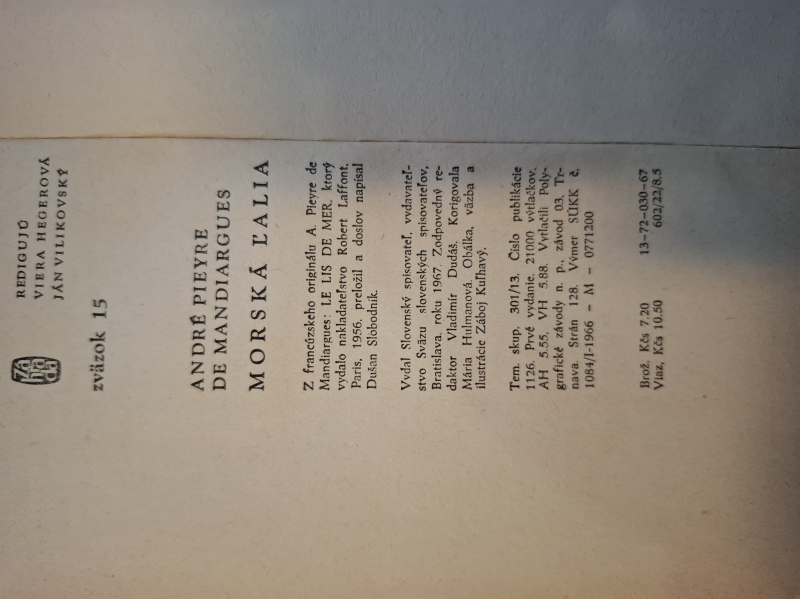 REDIGUJÚ
VIERA HEGEROVÁ
JÁN VILIKOVSKÝ
zväzok 15
ANDRÉ PIEYRE
DE MANDIARGUES
MORSKÁ ĽALIA
Z francúzskeho originálu A. Pieyre de
Mandiargues: LE LIS DE MER, ktorý
vydalo nakladateľstvo Robert Laffont,
Paris, 1956, preložil a doslov napísal
Dušan Slobodník.
Vydal Slovenský spisovateľ, vydavateľ-
stvo Sväzu slovenských spisovateľov,
Bratislava, roku 1967. Zodpovedný re-
daktor Vladimír Dudáš. Korigovala
Mária Hulmanová. Obálka, väzba a
ilustrácie Záboj Kuľhavý.
Tem. skup. 301/13. Číslo publikácie
1126. Prvé vydanie. 21000 výtlačkov.
AH 5.55, VH 5.88. Vytlačili Poly-
grafické závody n. p., závod 03, Tr-
nava. Strán 128. Výmer SÚKK č.
1084/I-1966 — M — 0771200
Brož. Kčs 7.20 13-72-030-67
Viaz. Kčs 10.50 602/22/8.5